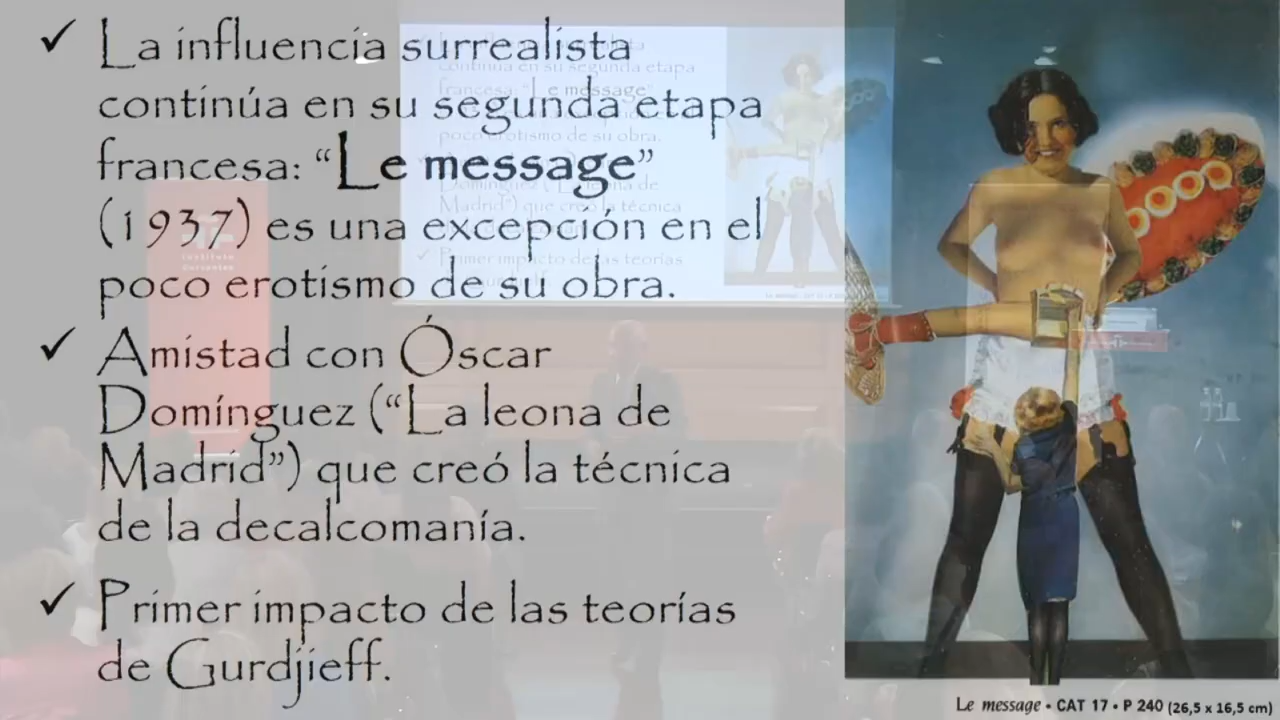 La influencia surrealista
continúa en su segunda etapa
francesa: “Le message”
(1937) es una excepción en el
poco erotismo de su obra.
Amistad con Óscar
Domínguez (“La leona de
Madrid”) que creó la técnica
de la decalcomanía.
Primer impacto de las teorías
de Gurdjieff.
Le message • CAT 17 • P 240 (26,5 x 16,5 cm)
Instituto
Cervantes